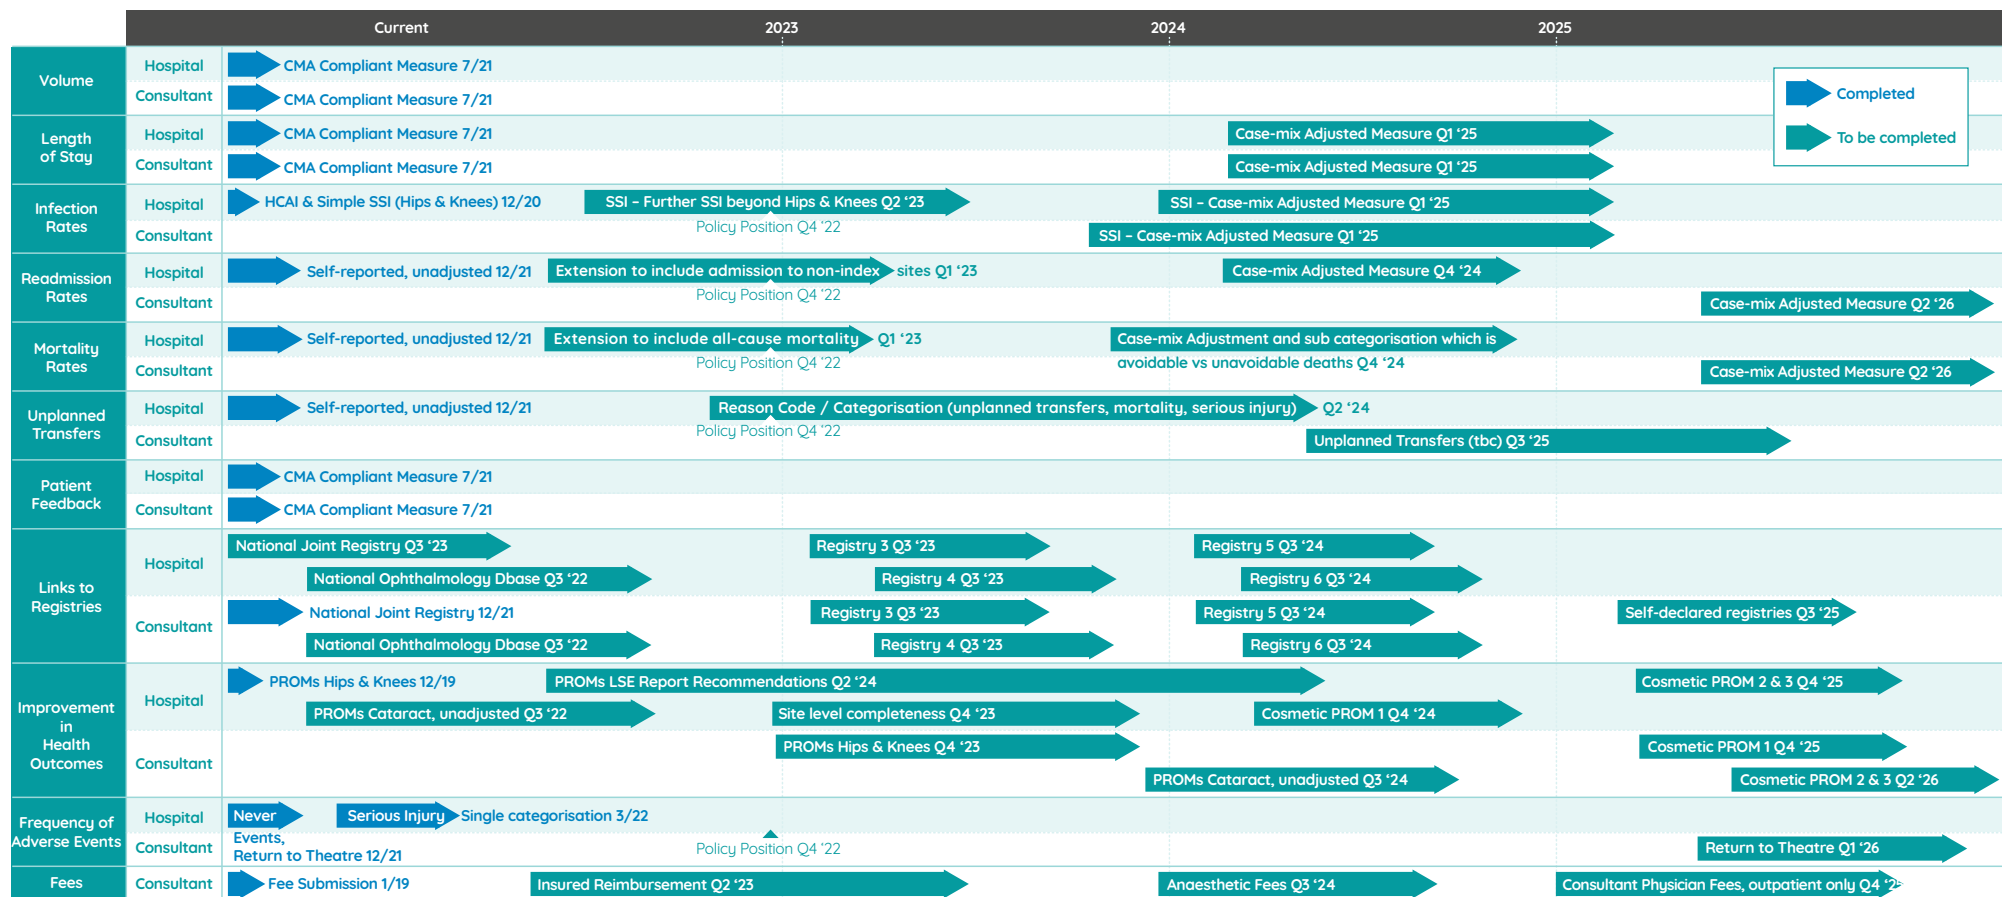 Current 2023 2024 2025
Completed
To be completed
Volume
Hospital CMA Compliant Measure 7/21
Consultant CMA Compliant Measure 7/21
Length
of Stay
Hospital CMA Compliant Measure 7/21 Case-mix Adjusted Measure Q1 ‘25
Consultant CMA Compliant Measure 7/21 Case-mix Adjusted Measure Q1 ‘25
Infection
Rates
Hospital HCAI & Simple SSI (Hips & Knees) 12/20 SSI – Further SSI beyond Hips & Knees Q2 ‘23 SSI – Case-mix Adjusted Measure Q1 ‘25
Policy Position Q4 ‘22
Consultant SSI – Case-mix Adjusted Measure Q1 ‘25
Readmission
Rates
Hospital Self-reported, unadjusted 12/21 Extension to include admission to non-index sites Q1 ‘23 Case-mix Adjusted Measure Q4 ‘24
Policy Position Q4 ‘22
Consultant Case-mix Adjusted Measure Q2 ‘26
Mortality
Rates
Hospital Self-reported, unadjusted 12/21 Extension to include all-cause mortality Q1 ‘23 Case-mix Adjustment and sub categorisation which is
Policy Position Q4 ‘22 avoidable vs unavoidable deaths Q4 ‘24
Consultant Case-mix Adjusted Measure Q2 ‘26
Unplanned
Transfers
Hospital Self-reported, unadjusted 12/21 Reason Code / Categorisation (unplanned transfers, mortality, serious injury) Q2 ‘24
Policy Position Q4 ‘22
Consultant Unplanned Transfers (tbc) Q3 ‘25
Patient
Feedback
Hospital CMA Compliant Measure 7/21
Consultant CMA Compliant Measure 7/21
Links to
Registries
Hospital
National Joint Registry Q3 ‘23 Registry 3 Q3 ‘23 Registry 5 Q3 ‘24
National Ophthalmology Dbase Q3 ‘22 Registry 4 Q3 ‘23 Registry 6 Q3 ‘24
Consultant
National Joint Registry 12/21 Registry 3 Q3 ‘23 Registry 5 Q3 ‘24 Self-declared registries Q3 ‘25
National Ophthalmology Dbase Q3 ‘22 Registry 4 Q3 ‘23 Registry 6 Q3 ‘24
Improvement
in
Health
Outcomes
Hospital
PROMs Hips & Knees 12/19 PROMs LSE Report Recommendations Q2 ‘24 Cosmetic PROM 2 & 3 Q4 ‘25
PROMs Cataract, unadjusted Q3 ‘22 Site level completeness Q4 ‘23 Cosmetic PROM 1 Q4 ‘24
Consultant
PROMs Hips & Knees Q4 ‘23 Cosmetic PROM 1 Q4 ‘25
PROMs Cataract, unadjusted Q3 ‘24 Cosmetic PROM 2 & 3 Q2 ‘26
Frequency of
Adverse Events
Hospital Never Serious Injury Single categorisation 3/22
Events,
Return to Theatre 12/21
Consultant Policy Position Q4 ‘22 Return to Theatre Q1 ‘26
Fees
Consultant Fee Submission 1/19 Insured Reimbursement Q2 ‘23 Anaesthetic Fees Q3 ‘24 Consultant Physician Fees, outpatient only Q4 ‘25